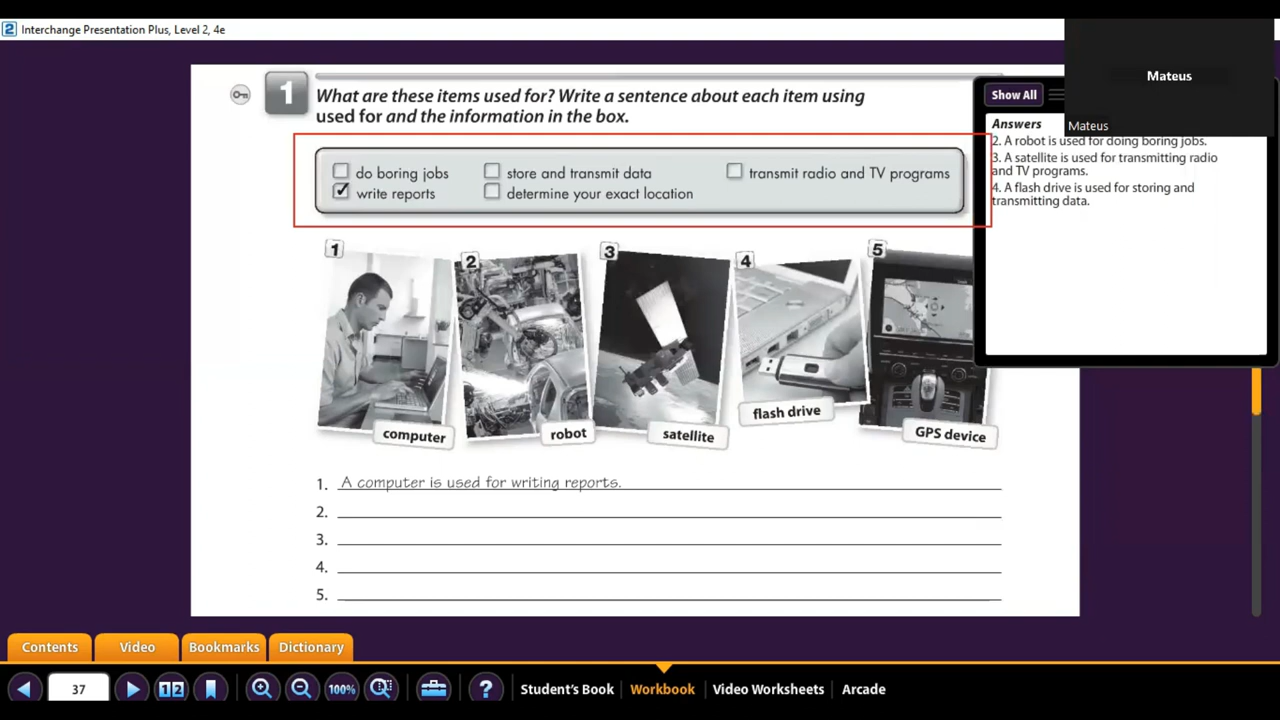 Interchange Presentation Plus, Level 2, 4e
Mateus
Mateus
1
What are these items used for? Write a sentence about each item using
used for and the information in the box.
do boring jobs
store and transmit data
transmit radio and TV programs
write reports
determine your exact location
1
2
3
4
5
computer
robot
satellite
flash drive
GPS device
1. A computer is used for writing reports.
2.
3.
4.
5.
Show All
Answers
2. A robot is used for doing boring jobs.
3. A satellite is used for transmitting radio
and TV programs.
4. A flash drive is used for storing and
transmitting data.
Contents
Video
Bookmarks
Dictionary
37
1 2
100%
?
Student's Book
Workbook
Video Worksheets
Arcade